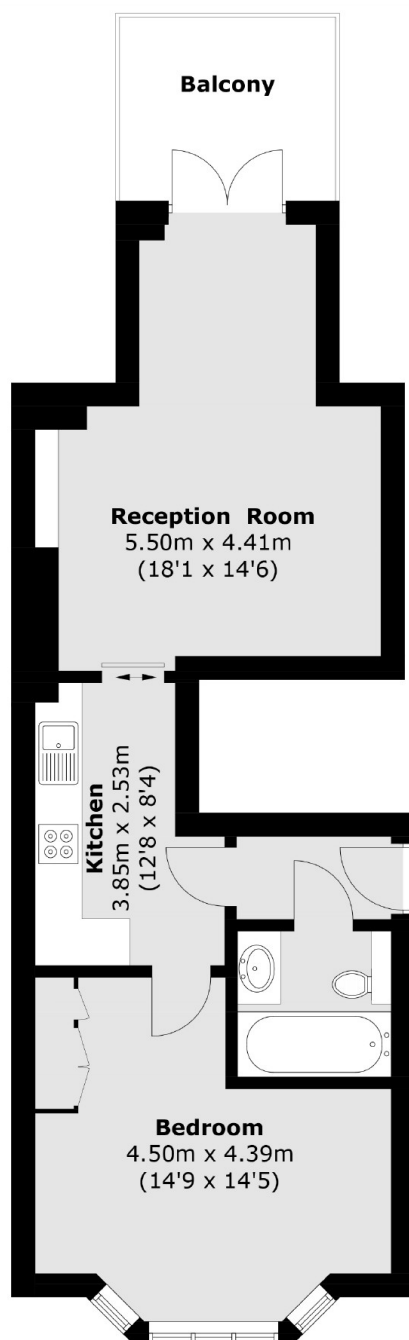 Balcony
Reception Room
5.50m x 4.41m
(18'1 x 14'6)
Kitchen
3.85m x 2.53m
(12'8 x 8'4)
Bedroom
4.50m x 4.39m
(14'9 x 14'5)